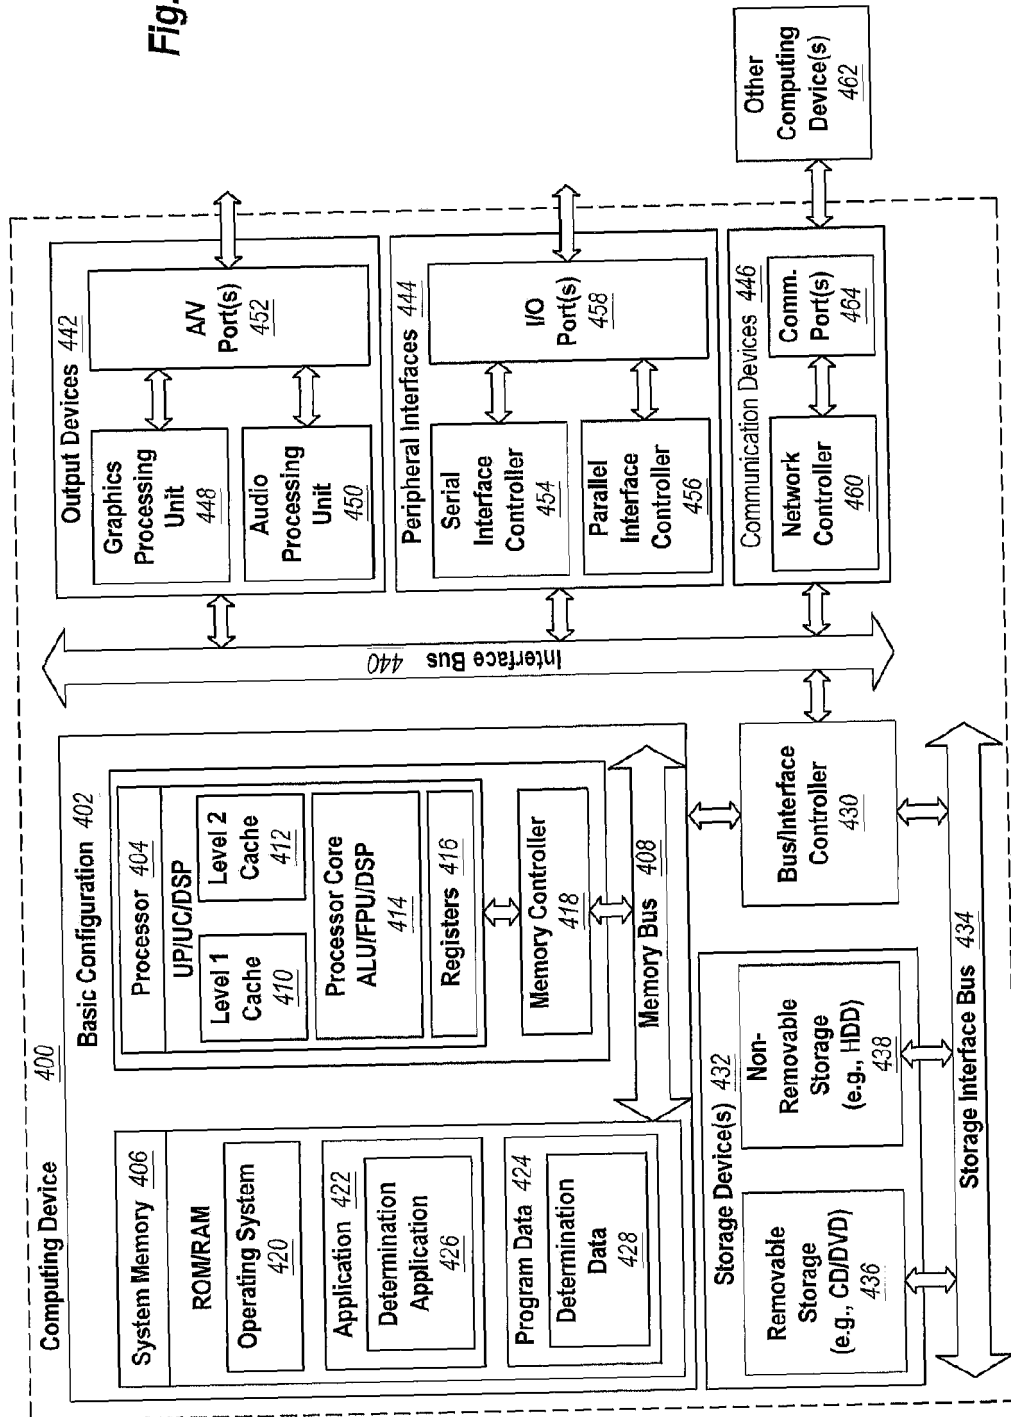 Fig.
Computing Device 400
Basic Configuration 402
System Memory 406
ROM/RAM
Operating System
420
Application 422
Determination
Application
426
Program Data 424
Determination
Data
428
Processor 404
UP/UC/DSP
Level 1
Cache
410
Level 2
Cache
412
Processor Core
ALU/FPU/DSP
414
Registers 416
Memory Controller
418
Memory Bus 408
Bus/Interface
Controller
430
Storage Device(s) 432
Removable
Storage
(e.g., CD/DVD)
436
Non-
Removable
Storage
(e.g., HDD)
438
Storage Interface Bus 434
Interface Bus 440
Output Devices 442
Graphics
Processing
Unit
448
Audio
Processing
Unit
450
A/V
Port(s)
452
Peripheral Interfaces 444
Serial
Interface
Controller
454
Parallel
Interface
Controller
456
I/O
Port(s)
458
Communication Devices 446
Network
Controller
460
Comm.
Port(s)
464
Other
Computing
Device(s)
462